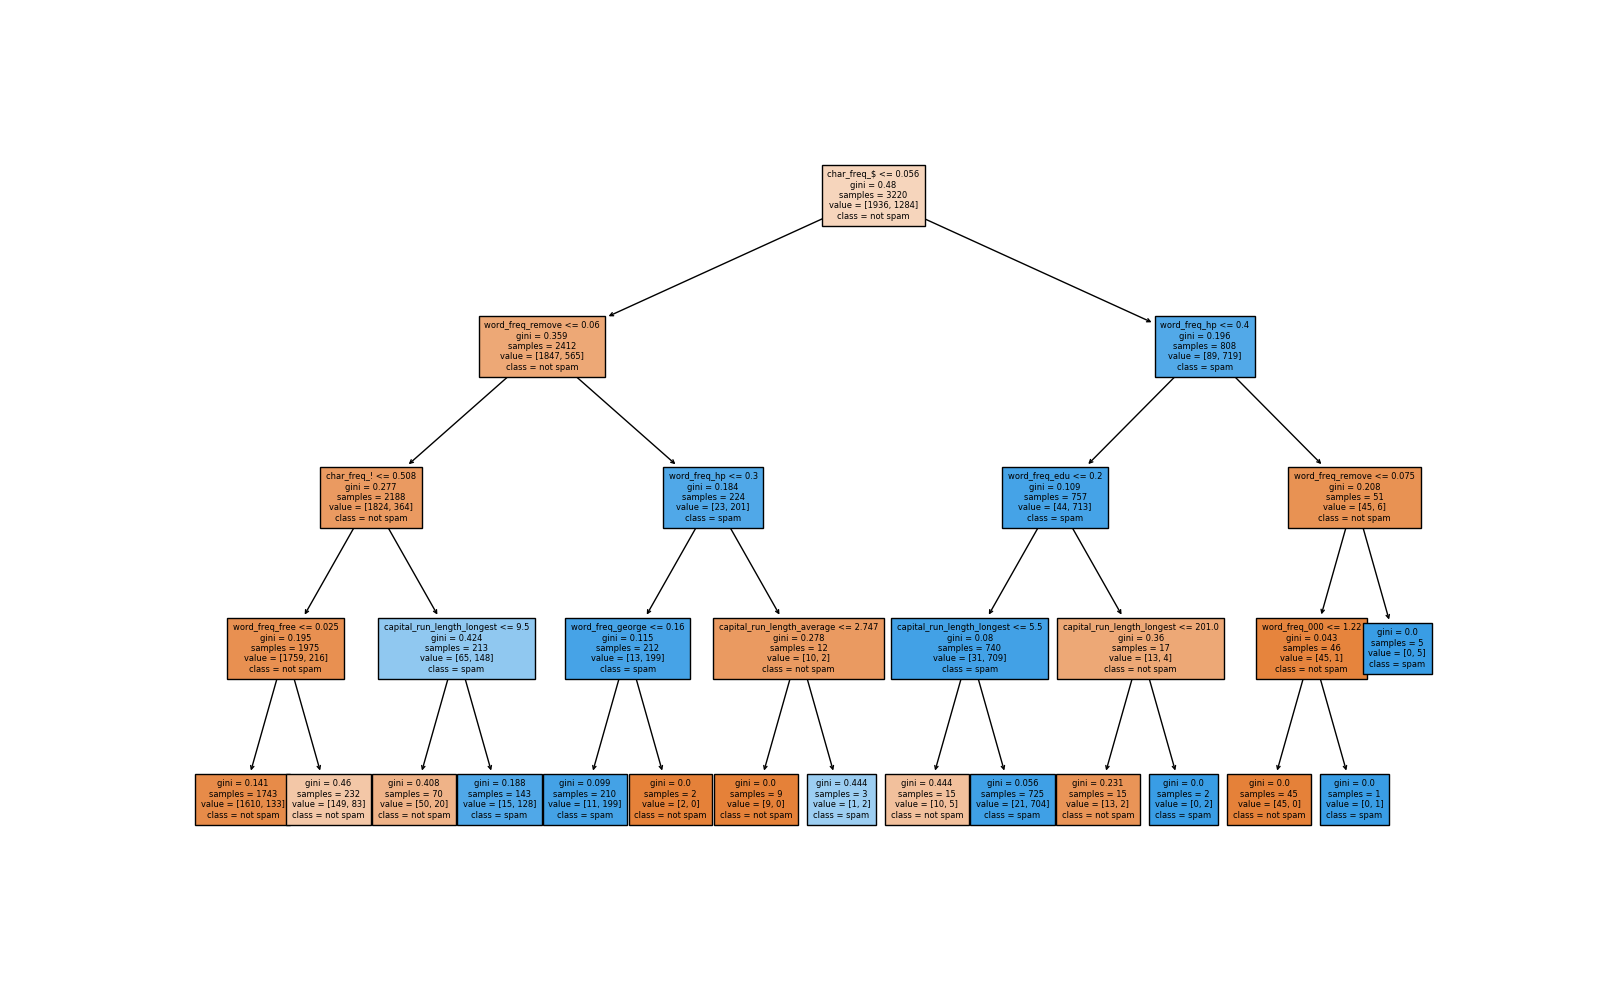 char_freq_$ <= 0.056
gini = 0.48
samples = 3220
value = [1936, 1284]
class = not spam
word_freq_remove <= 0.06
gini = 0.359
samples = 2412
value = [1847, 565]
class = not spam
word_freq_hp <= 0.4
gini = 0.196
samples = 808
value = [89, 719]
class = spam
char_freq_! <= 0.508
gini = 0.277
samples = 2188
value = [1824, 364]
class = not spam
word_freq_hp <= 0.3
gini = 0.184
samples = 224
value = [23, 201]
class = spam
word_freq_edu <= 0.2
gini = 0.109
samples = 757
value = [44, 713]
class = spam
word_freq_remove <= 0.075
gini = 0.208
samples = 51
value = [45, 6]
class = not spam
word_freq_free <= 0.025
gini = 0.195
samples = 1975
value = [1759, 216]
class = not spam
capital_run_length_longest <= 9.5
gini = 0.424
samples = 213
value = [65, 148]
class = spam
word_freq_george <= 0.16
gini = 0.115
samples = 212
value = [13, 199]
class = spam
capital_run_length_average <= 2.747
gini = 0.278
samples = 12
value = [10, 2]
class = not spam
capital_run_length_longest <= 5.5
gini = 0.08
samples = 740
value = [31, 709]
class = spam
capital_run_length_longest <= 201.0
gini = 0.36
samples = 17
value = [13, 4]
class = not spam
word_freq_000 <= 1.22
gini = 0.043
samples = 46
value = [45, 1]
class = not spam
gini = 0.0
samples = 5
value = [0, 5]
class = spam
gini = 0.141
samples = 1743
value = [1610, 133]
class = not spam
gini = 0.46
samples = 232
value = [149, 83]
class = not spam
gini = 0.408
samples = 70
value = [50, 20]
class = not spam
gini = 0.188
samples = 143
value = [15, 128]
class = spam
gini = 0.099
samples = 210
value = [11, 199]
class = spam
gini = 0.0
samples = 2
value = [2, 0]
class = not spam
gini = 0.0
samples = 9
value = [9, 0]
class = not spam
gini = 0.444
samples = 3
value = [1, 2]
class = spam
gini = 0.444
samples = 15
value = [10, 5]
class = not spam
gini = 0.056
samples = 725
value = [21, 704]
class = spam
gini = 0.231
samples = 15
value = [13, 2]
class = not spam
gini = 0.0
samples = 2
value = [0, 2]
class = spam
gini = 0.0
samples = 45
value = [45, 0]
class = not spam
gini = 0.0
samples = 1
value = [0, 1]
class = spam